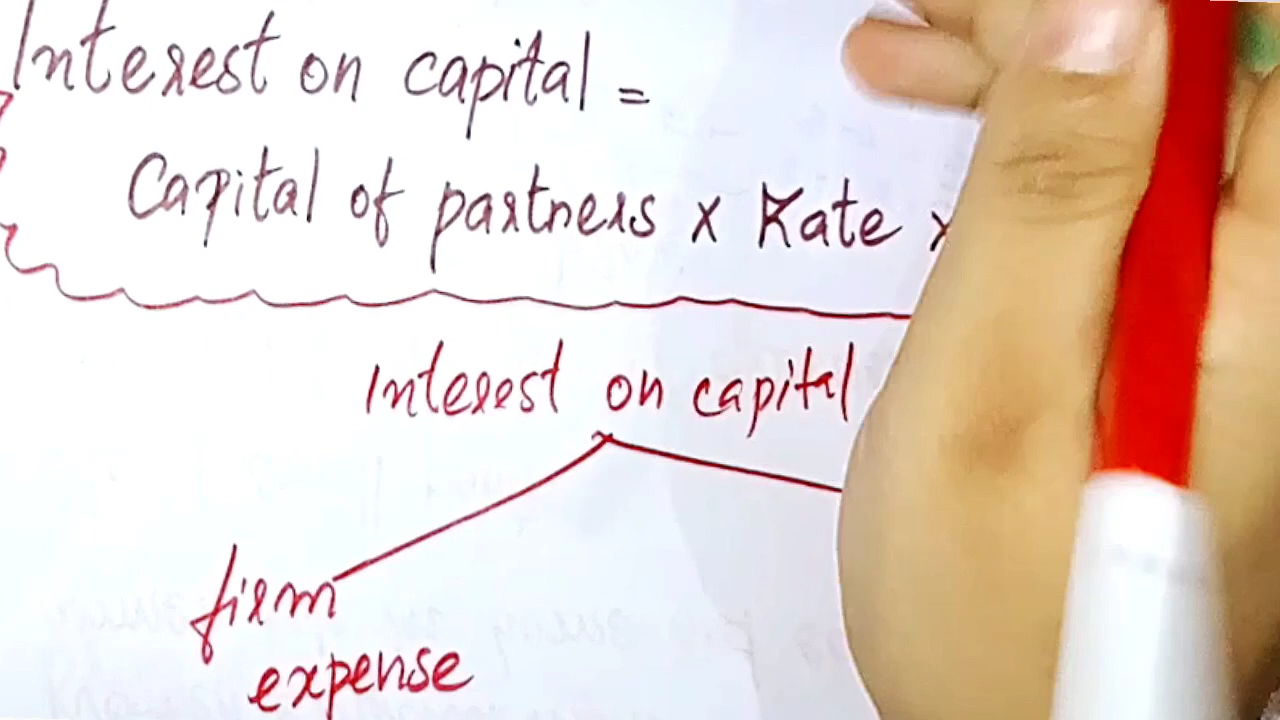 Interest on capital =
Capital of partners x Rate x
Interest on capital
firm
expense